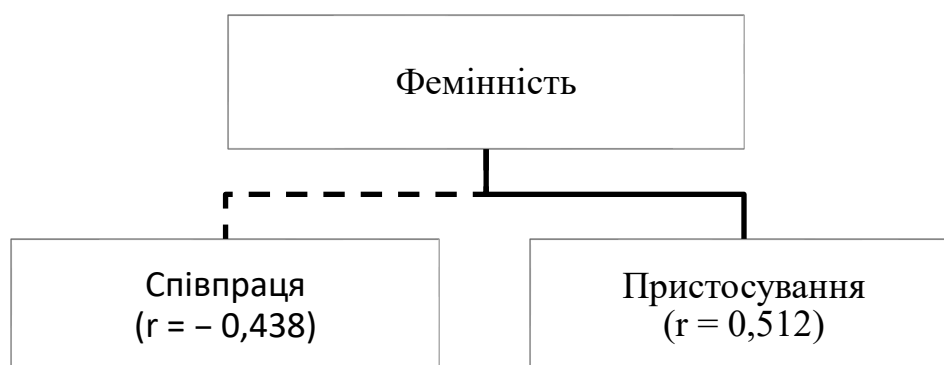 Фемінність
Співпраця
(r = – 0,438)
Пристосування
(r = 0,512)